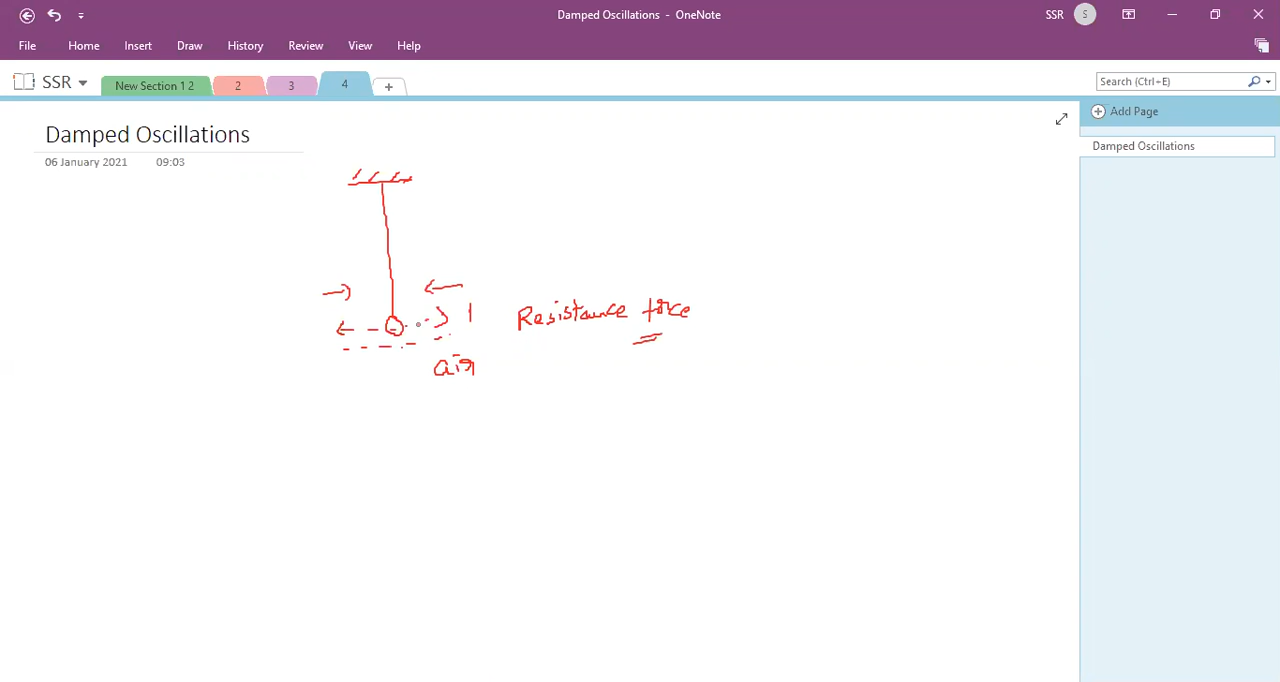 Damped Oscillations - OneNote
SSR S
File Home Insert Draw History Review View Help
SSR New Section 1 2 2 3 4 +
Search (Ctrl+E)
Add Page
Damped Oscillations
Damped Oscillations
06 January 2021 09:03
Resistance force
air